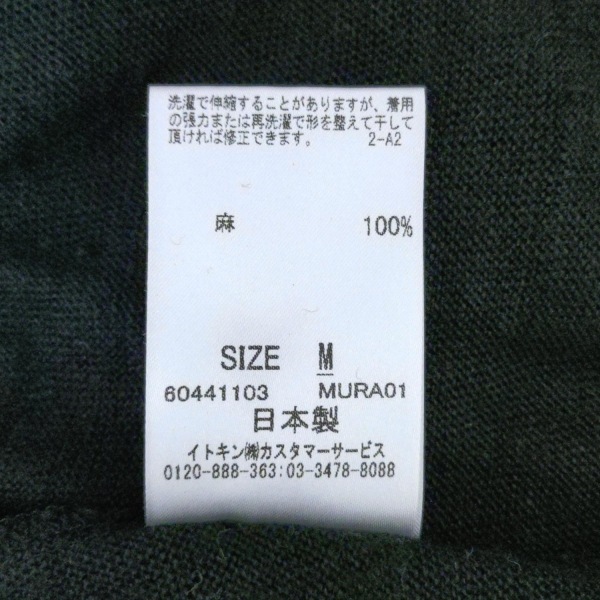 洗濯で伸縮することがありますが、着用
の張力または再洗濯で形を整えて干して
頂ければ修正できます。 2-A2
麻 100%
SIZE M
60441103 MURA01
日本製
イトキン㈱カスタマーサービス
0120-888-363:03-3478-8088